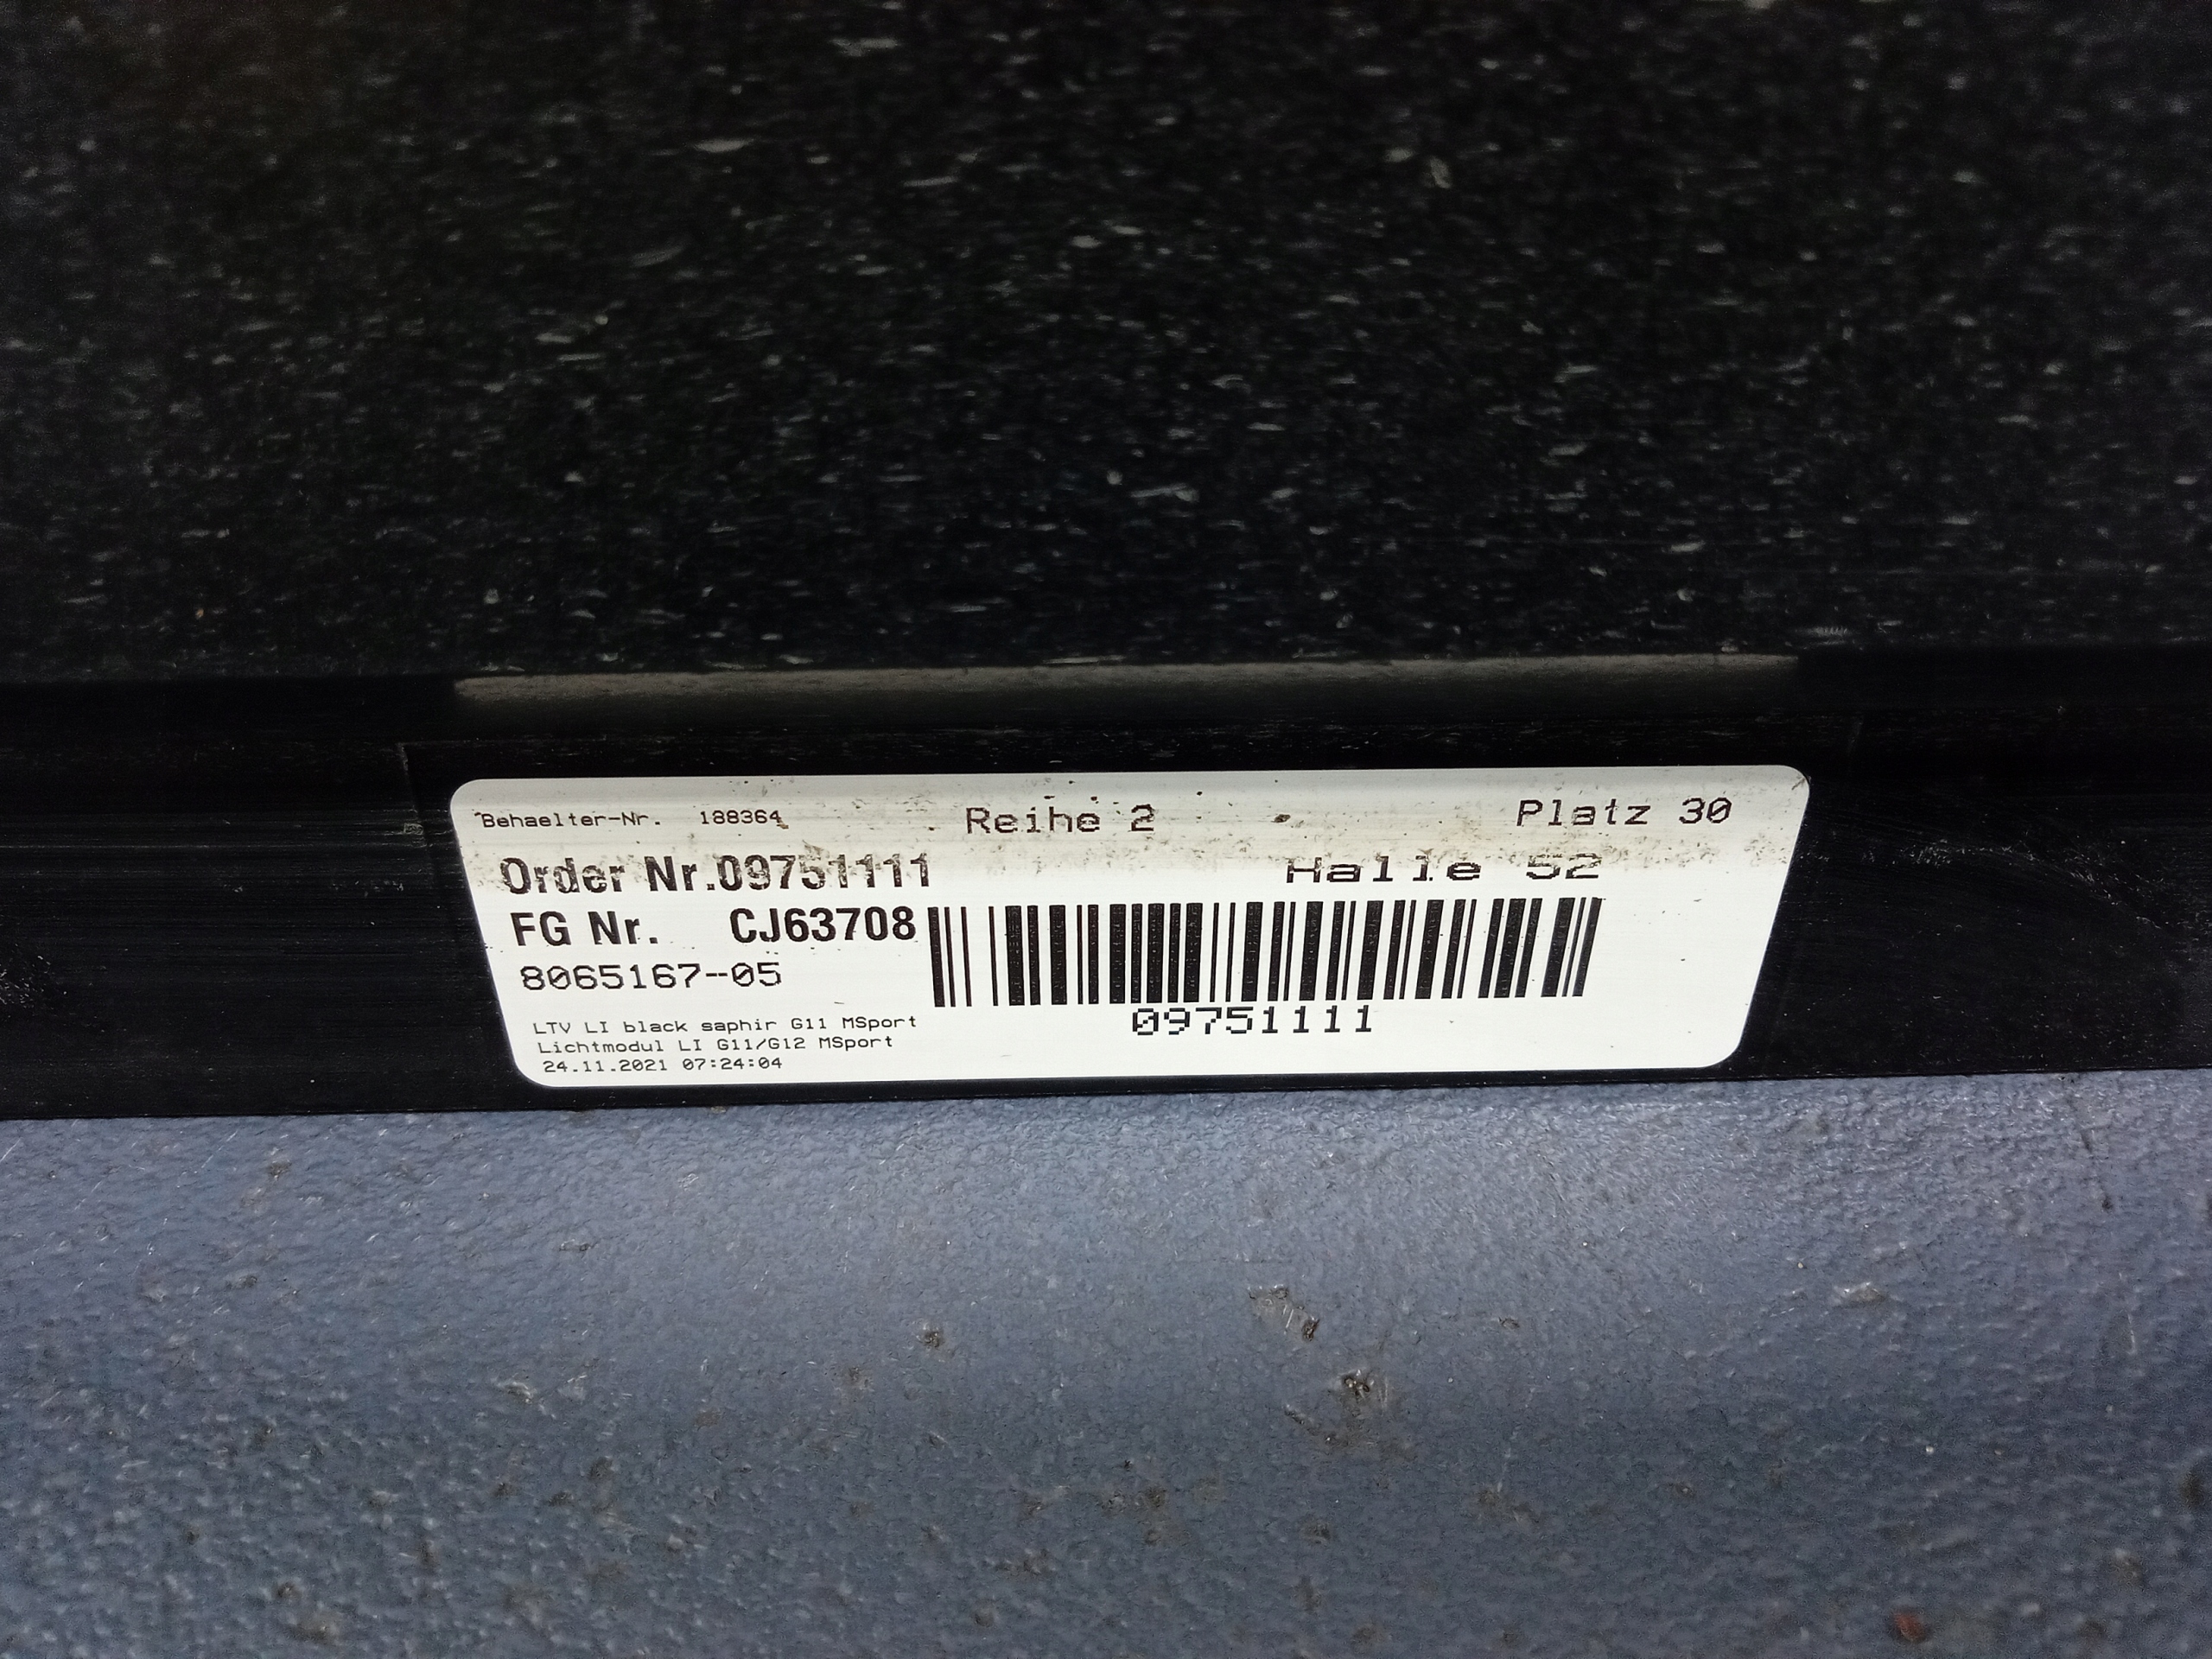 Behaelter-Nr. 188364 Reihe 2 Platz 30
Order Nr.09751111 Halle 52
FG Nr. CJ63708
8065167-05
09751111
LTV LI black saphir G11 MSport
Lichtmodul LI G11/G12 MSport
24.11.2021 07:24:04